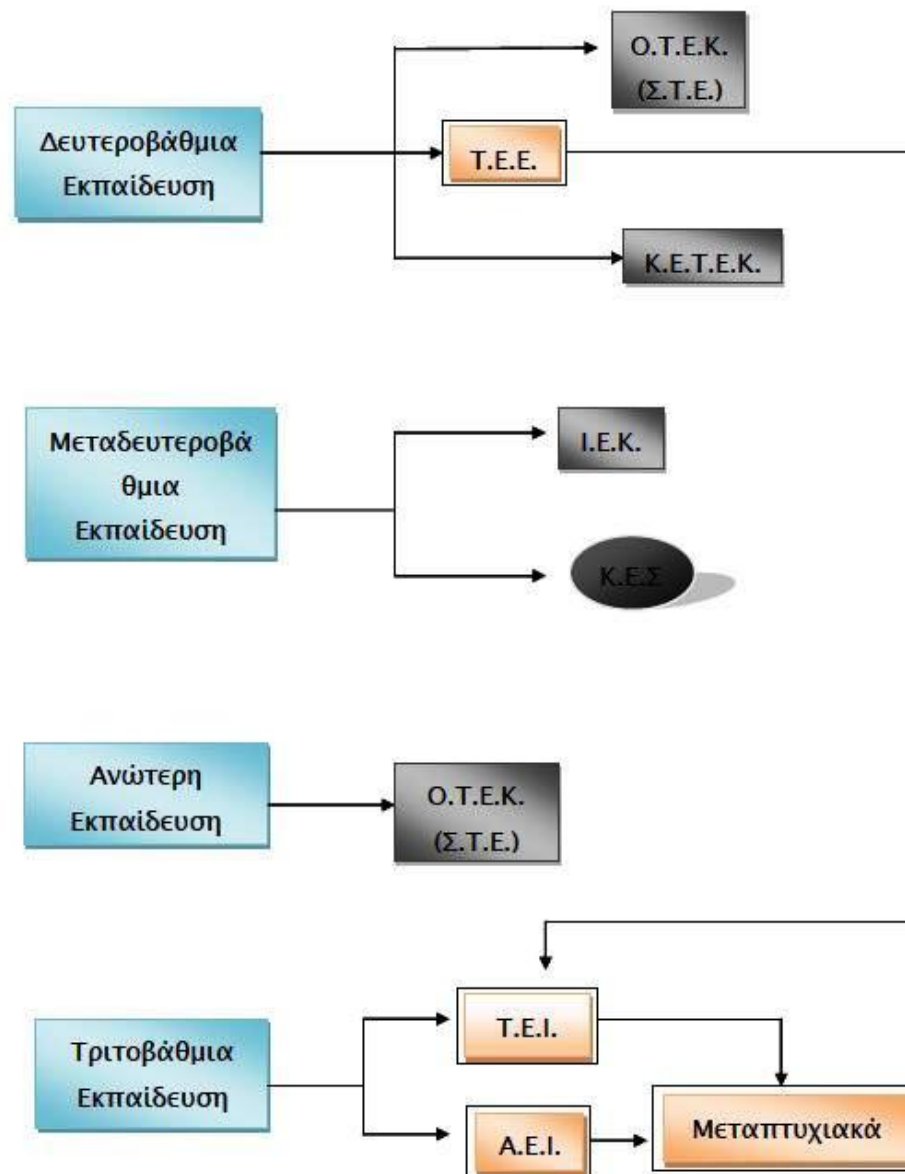 Ο.Τ.Ε.Κ.
(Σ.Τ.Ε.)
Δευτεροβάθμια
Εκπαίδευση
Τ.Ε.Ε.
Κ.Ε.Τ.Ε.Κ.
Μεταδευτεροβά
θμια
Εκπαίδευση
Ι.Ε.Κ.
Κ.Ε.Σ
Ανώτερη
Εκπαίδευση
Ο.Τ.Ε.Κ.
(Σ.Τ.Ε.)
Τριτοβάθμια
Εκπαίδευση
Τ.Ε.Ι.
Α.Ε.Ι.
Μεταπτυχιακά